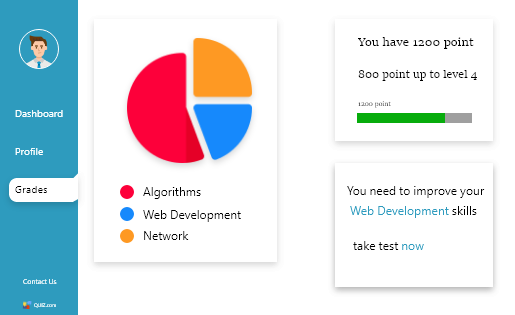 Dashboard
Profile
Grades
Contact Us
QUIZ.com
Algorithms
Web Development
Network
You have 1200 point
800 point up to level 4
1200 point
You need to improve your
Web Development skills
take test now